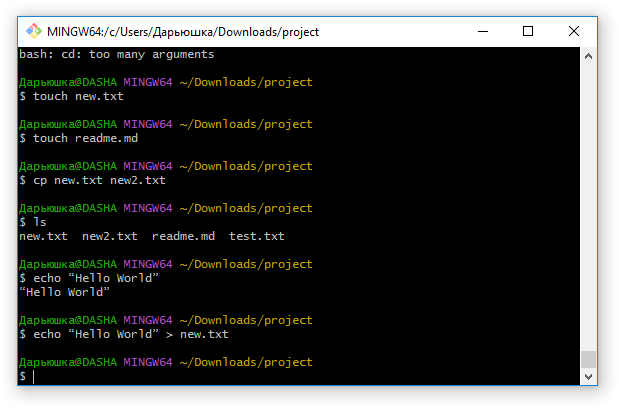 MINGW64:/c/Users/Дарьюшка/Downloads/project
bash: cd: too many arguments
Дарьюшка@DASHA MINGW64 ~/Downloads/project
$ touch new.txt
Дарьюшка@DASHA MINGW64 ~/Downloads/project
$ touch readme.md
Дарьюшка@DASHA MINGW64 ~/Downloads/project
$ cp new.txt new2.txt
Дарьюшка@DASHA MINGW64 ~/Downloads/project
$ ls
new.txt  new2.txt  readme.md  test.txt
Дарьюшка@DASHA MINGW64 ~/Downloads/project
$ echo “Hello World”
“Hello World”
Дарьюшка@DASHA MINGW64 ~/Downloads/project
$ echo “Hello World” > new.txt
Дарьюшка@DASHA MINGW64 ~/Downloads/project
$